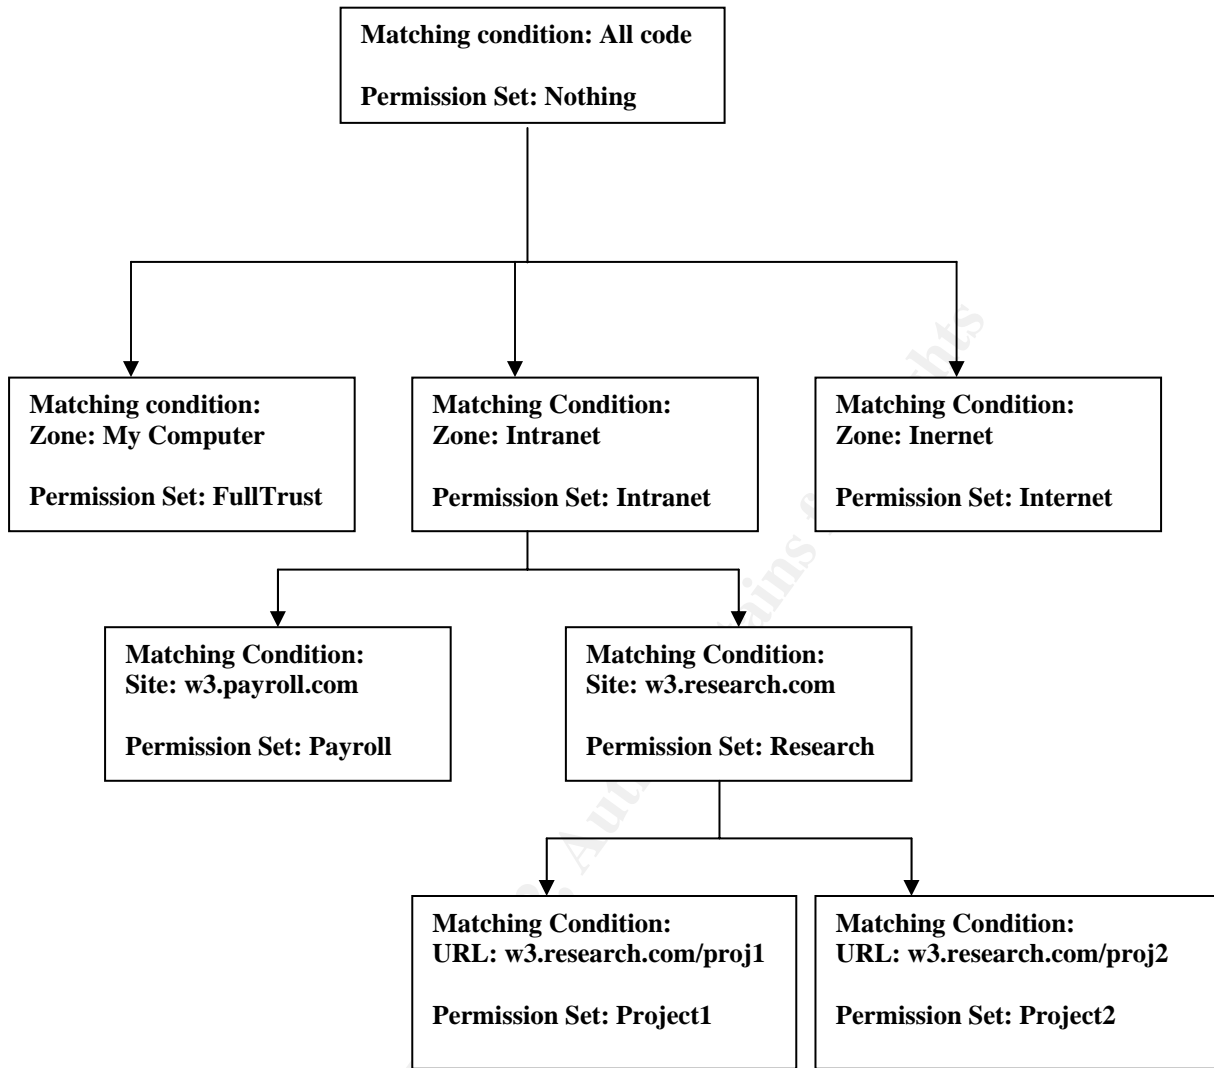 Matching condition: All code
Permission Set: Nothing
Matching condition:
Zone: My Computer
Permission Set: FullTrust
Matching Condition:
Zone: Intranet
Permission Set: Intranet
Matching Condition:
Zone: Inernet
Permission Set: Internet
Matching Condition:
Site: w3.payroll.com
Permission Set: Payroll
Matching Condition:
Site: w3.research.com
Permission Set: Research
Matching Condition:
URL: w3.research.com/proj1
Permission Set: Project1
Matching Condition:
URL: w3.research.com/proj2
Permission Set: Project2